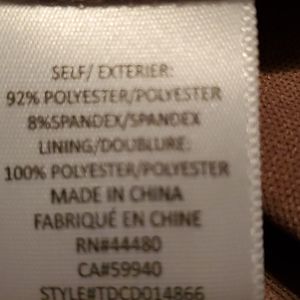 SELF/ EXTERIER:
92% POLYESTER/POLYESTER
8%SPANDEX/SPANDEX
LINING/DOUBLURE:
100% POLYESTER/POLYESTER
MADE IN CHINA
FABRIQUÉ EN CHINE
RN#44480
CA#59940
STYLE#TDCD014866